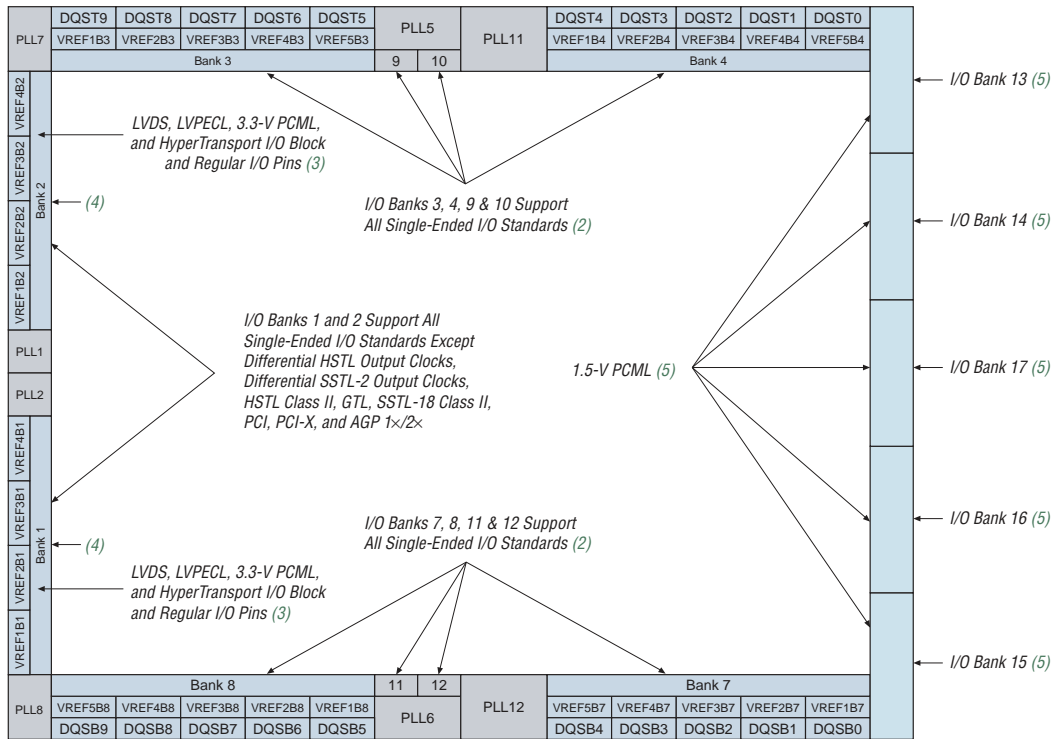 PLL7
DQST9 DQST8 DQST7 DQST6 DQST5
VREF1B3 VREF2B3 VREF3B3 VREF4B3 VREF5B3
Bank 3
PLL5
9 10
PLL11
DQST4 DQST3 DQST2 DQST1 DQST0
VREF1B4 VREF2B4 VREF3B4 VREF4B4 VREF5B4
Bank 4
VREF4B2
VREF3B2
VREF2B2
VREF1B2
Bank 2
LVDS, LVPECL, 3.3-V PCML,
and HyperTransport I/O Block
and Regular I/O Pins (3)
(4)
I/O Banks 3, 4, 9 & 10 Support
All Single-Ended I/O Standards (2)
I/O Bank 13 (5)
I/O Bank 14 (5)
PLL1
PLL2
I/O Banks 1 and 2 Support All
Single-Ended I/O Standards Except
Differential HSTL Output Clocks,
Differential SSTL-2 Output Clocks,
HSTL Class II, GTL, SSTL-18 Class II,
PCI, PCI-X, and AGP 1×/2×
1.5-V PCML (5)
I/O Bank 17 (5)
VREF4B1
VREF3B1
VREF2B1
VREF1B1
Bank 1
(4)
LVDS, LVPECL, 3.3-V PCML,
and HyperTransport I/O Block
and Regular I/O Pins (3)
I/O Banks 7, 8, 11 & 12 Support
All Single-Ended I/O Standards (2)
I/O Bank 16 (5)
I/O Bank 15 (5)
PLL8
Bank 8
VREF5B8 VREF4B8 VREF3B8 VREF2B8 VREF1B8
DQSB9 DQSB8 DQSB7 DQSB6 DQSB5
11 12
PLL6
PLL12
Bank 7
VREF5B7 VREF4B7 VREF3B7 VREF2B7 VREF1B7
DQSB4 DQSB3 DQSB2 DQSB1 DQSB0